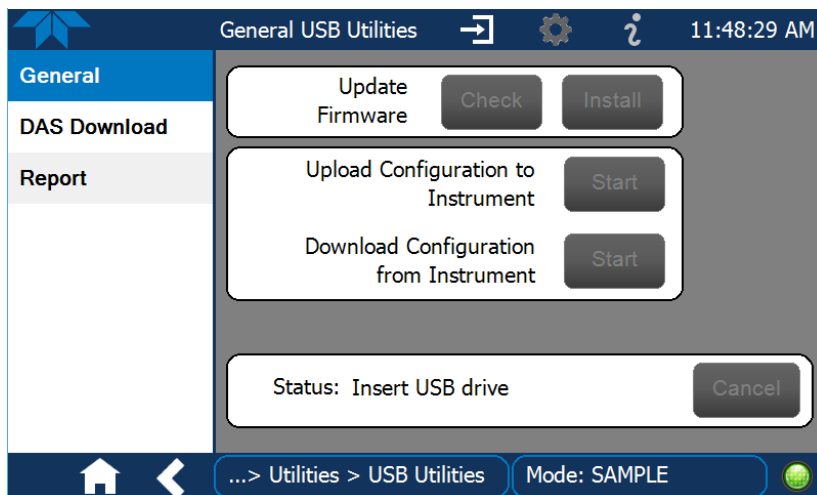 General USB Utilities
11:48:29 AM
General
DAS Download
Report
Update
Firmware
Check
Install
Upload Configuration to
Instrument
Start
Download Configuration
from Instrument
Start
Status: Insert USB drive
Cancel
...> Utilities > USB Utilities
Mode: SAMPLE